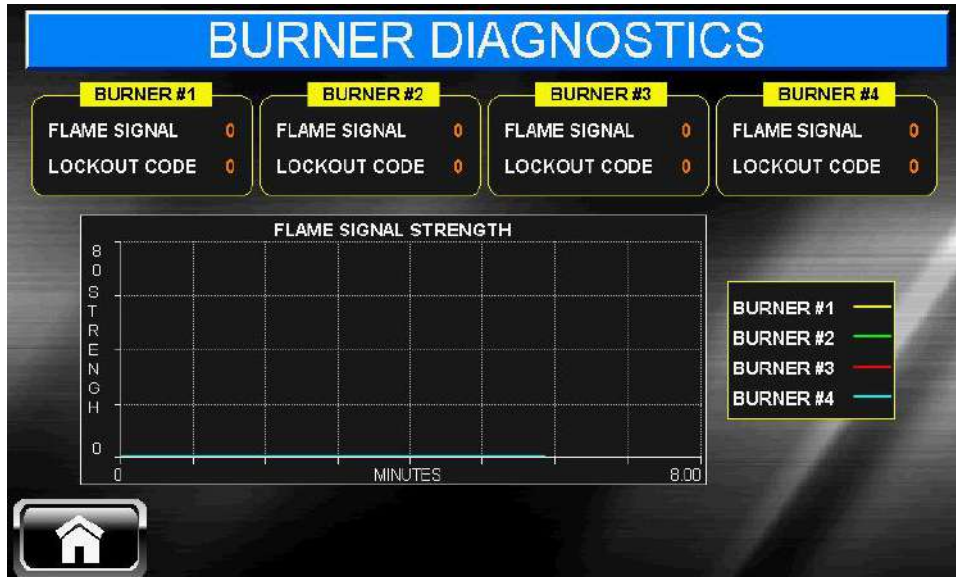 BURNER DIAGNOSTICS
BURNER #1
FLAME SIGNAL 0
LOCKOUT CODE 0
BURNER #2
FLAME SIGNAL 0
LOCKOUT CODE 0
BURNER #3
FLAME SIGNAL 0
LOCKOUT CODE 0
BURNER #4
FLAME SIGNAL 0
LOCKOUT CODE 0
FLAME SIGNAL STRENGTH
80
STRENGH
0
0
MINUTES
8.00
BURNER #1
BURNER #2
BURNER #3
BURNER #4